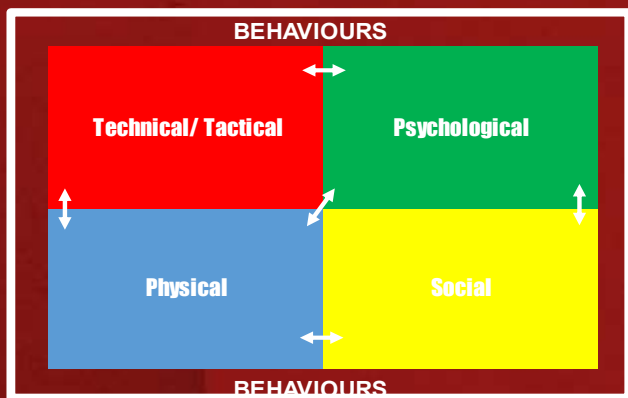 BEHAVIOURS
Technical/ Tactical
Psychological
Physical
Social
BEHAVIOURS